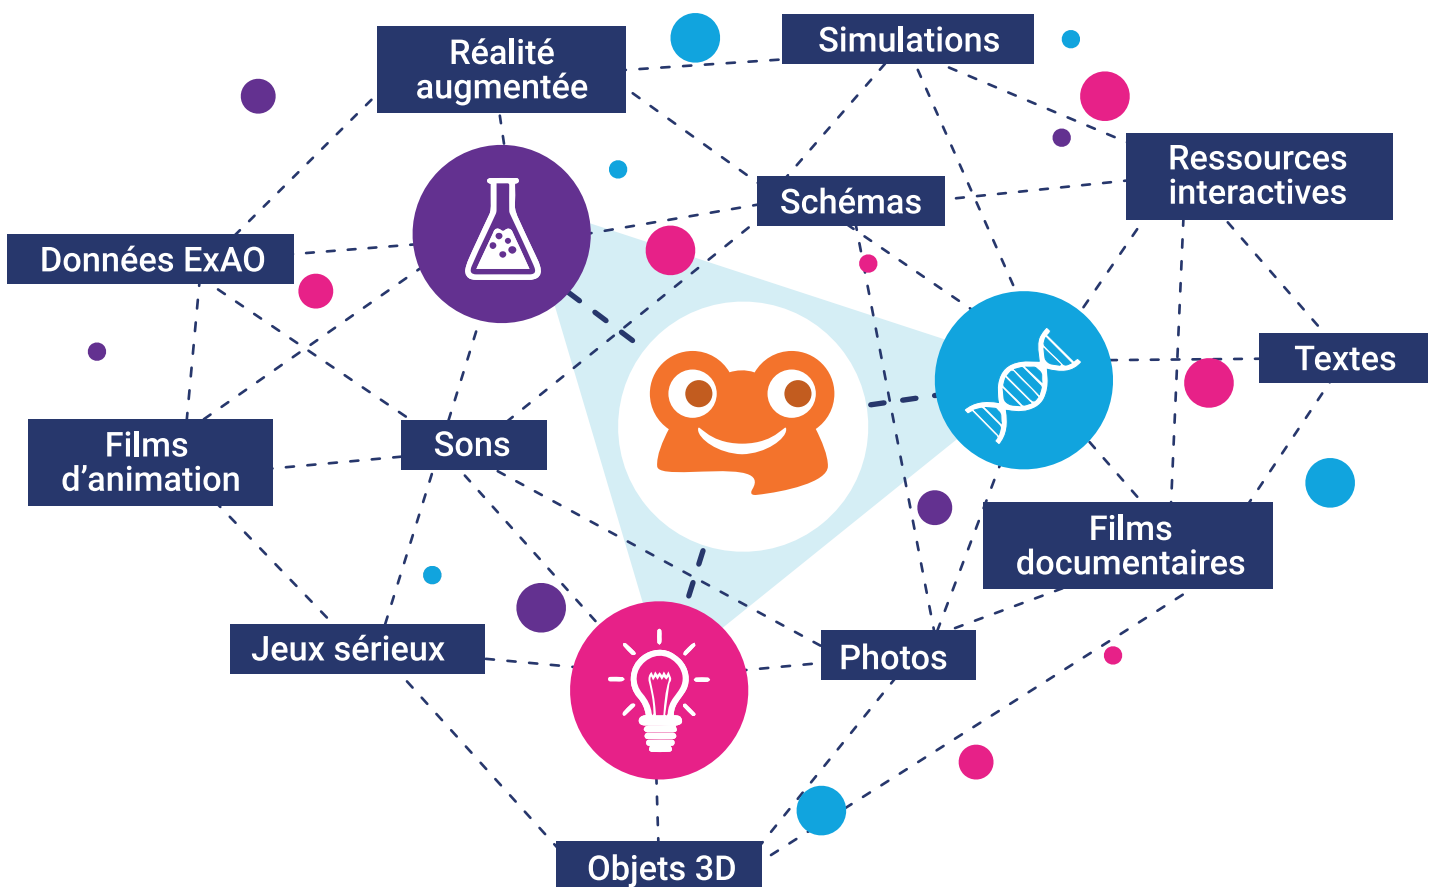 Réalité
augmentée
Simulations
Schémas
Ressources
interactives
Données ExAO
Textes
Films
d’animation
Sons
Films
documentaires
Jeux sérieux
Photos
Objets 3D